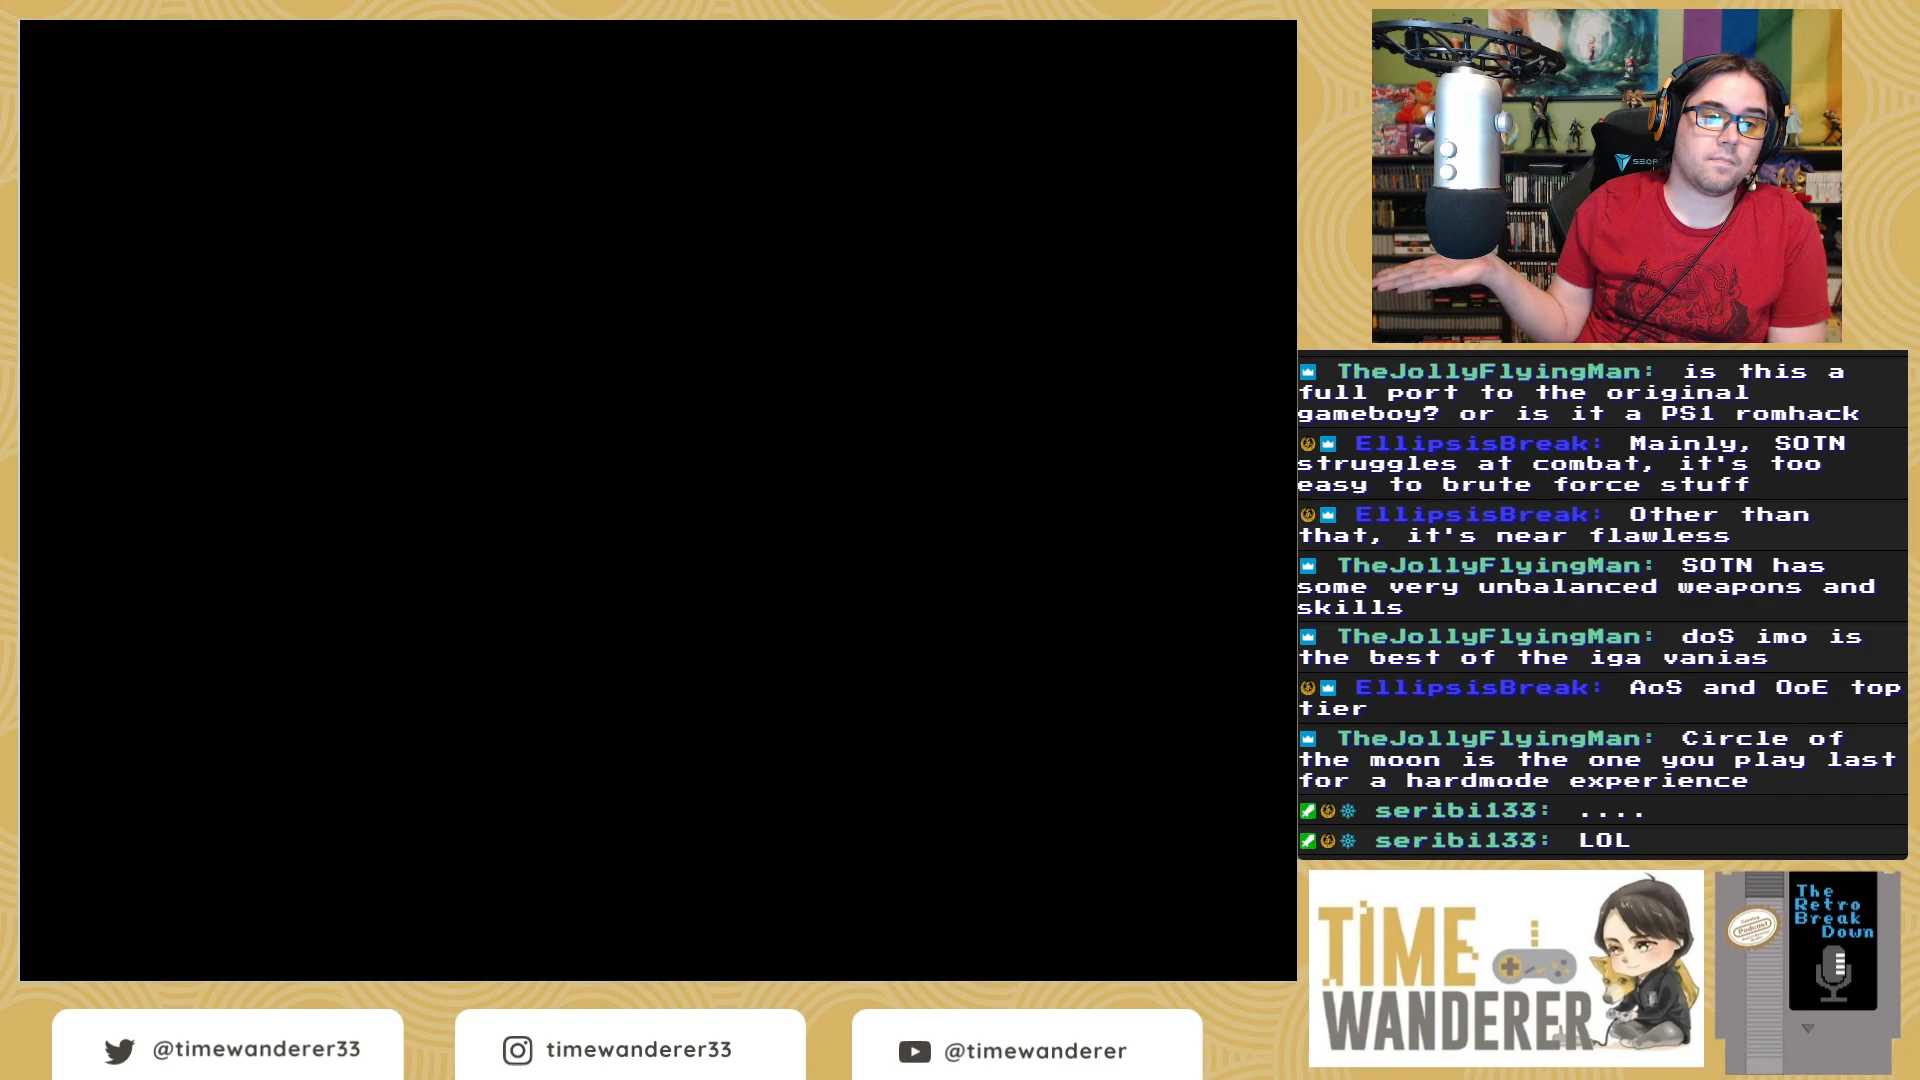 SECR
TheJollyFlyingMan: is this a
full port to the original
gameboy? or is it a PS1 romhack
EllipsisBreak: Mainly, SOTN
struggles at combat, it's too
easy to brute force stuff
EllipsisBreak: Other than
that, it's near flawless
TheJollyFlyingMan: SOTN has
some very unbalanced weapons and
skills
TheJollyFlyingMan: doS imo is
the best of the iga vanias
EllipsisBreak: AoS and OoE top
tier
TheJollyFlyingMan: Circle of
the moon is the one you play last
for a hardmode experience
seribi133: ....
seribi133: LOL
TIME
WANDERER
The
Retro
Break
Down
Podcast
@timewanderer33
timewanderer33
@timewanderer